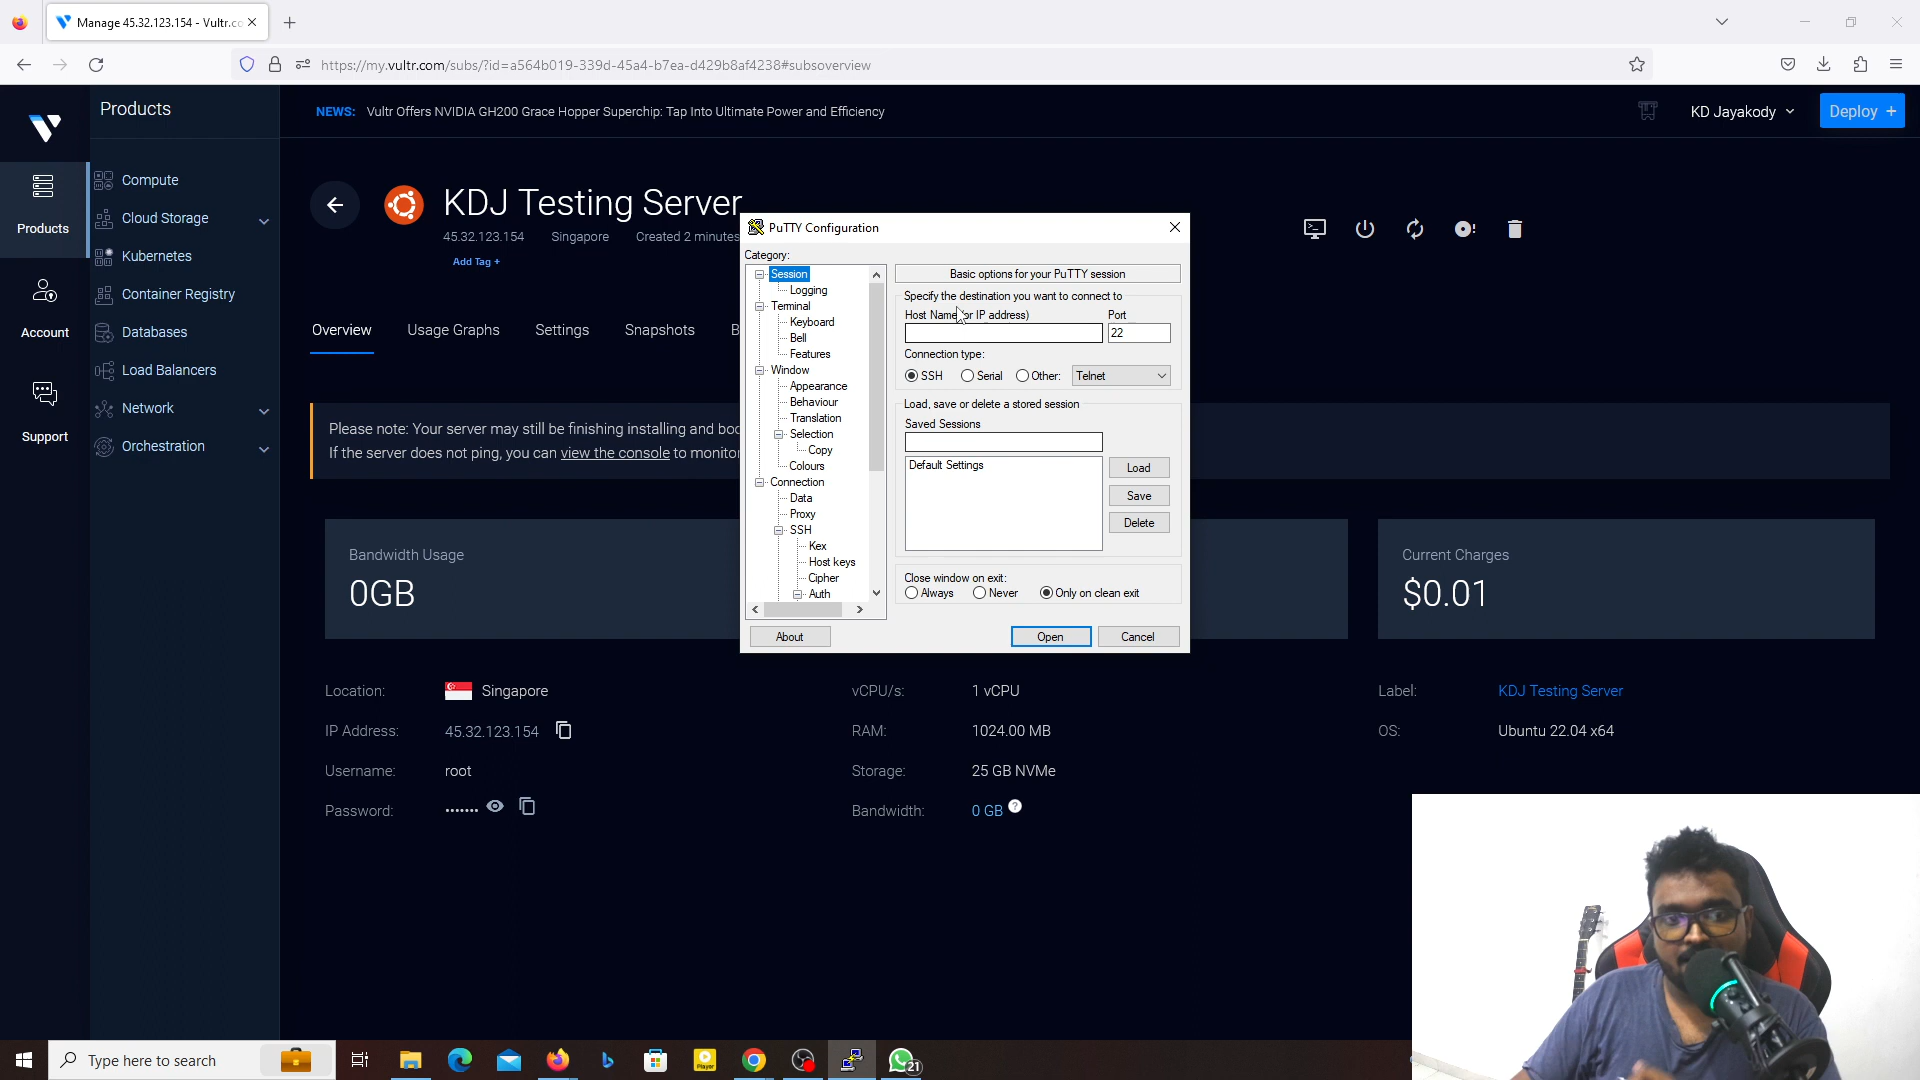 Manage 45.32.123.154 - Vultr.co
https://my.vultr.com/subs/?id=a564b019-339d-45a4-b7ea-d429b8af4238#subsoverview
Products
NEWS: Vultr Offers NVIDIA GH200 Grace Hopper Superchip: Tap Into Ultimate Power and Efficiency
KD Jayakody
Deploy +
Products
Account
Support
Compute
Cloud Storage
Kubernetes
Container Registry
Databases
Load Balancers
Network
Orchestration
KDJ Testing Server
45.32.123.154 Singapore Created 2 minutes
Add Tag +
Overview Usage Graphs Settings Snapshots B
Please note: Your server may still be finishing installing and boo
If the server does not ping, you can view the console to monitor
Bandwidth Usage
0GB
Current Charges
$0.01
Location: Singapore
IP Address: 45.32.123.154
Username: root
Password: .......
vCPU/s: 1 vCPU
RAM: 1024.00 MB
Storage: 25 GB NVMe
Bandwidth: 0 GB ?
Label: KDJ Testing Server
OS: Ubuntu 22.04 x64
PuTTY Configuration
Category:
Session
Logging
Terminal
Keyboard
Bell
Features
Window
Appearance
Behaviour
Translation
Selection
Copy
Colours
Connection
Data
Proxy
SSH
Kex
Host keys
Cipher
Auth
Basic options for your PuTTY session
Specify the destination you want to connect to
Host Name (or IP address) Port
22
Connection type:
SSH Serial Other: Telnet
Load, save or delete a stored session
Saved Sessions
Default Settings
Load
Save
Delete
Close window on exit:
Always Never Only on clean exit
About Open Cancel
Type here to search
Player
21